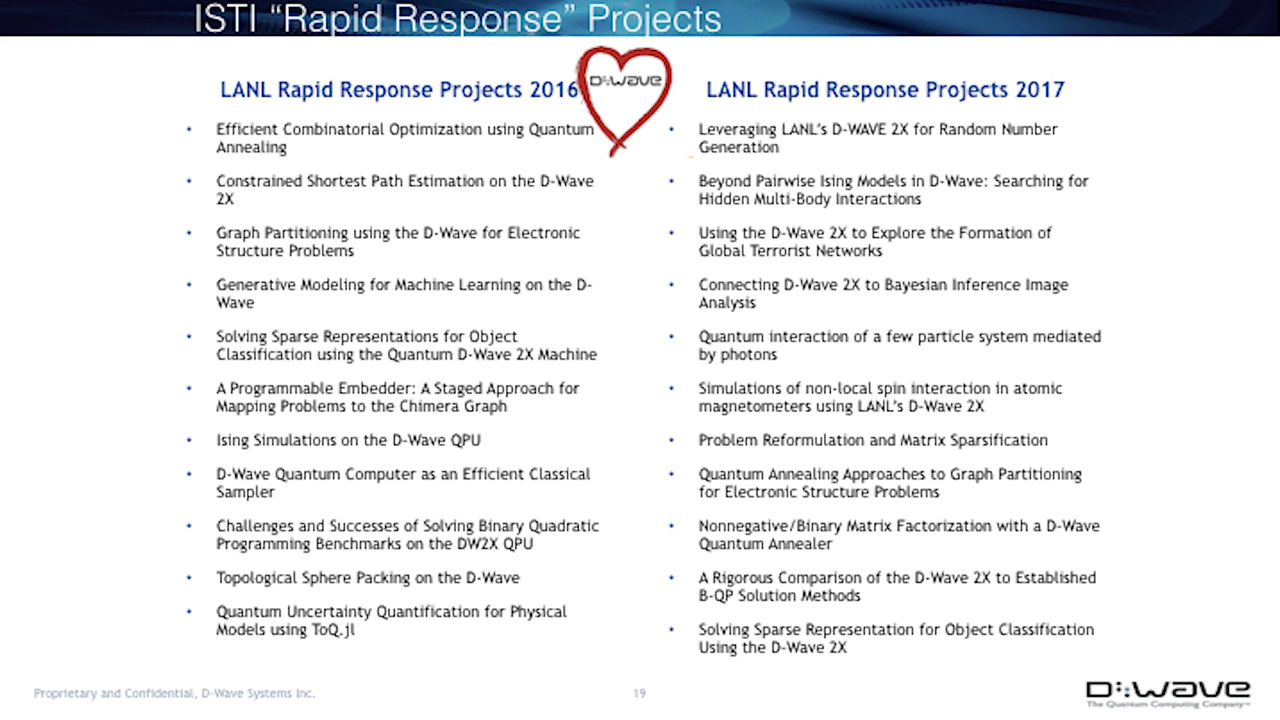 ISTI “Rapid Response” Projects
D:wave
LANL Rapid Response Projects 2016
• Efficient Combinatorial Optimization using Quantum
Annealing
• Constrained Shortest Path Estimation on the D-Wave
2X
• Graph Partitioning using the D-Wave for Electronic
Structure Problems
• Generative Modeling for Machine Learning on the D-
Wave
• Solving Sparse Representations for Object
Classification using the Quantum D-Wave 2X Machine
• A Programmable Embedder: A Staged Approach for
Mapping Problems to the Chimera Graph
• Ising Simulations on the D-Wave QPU
• D-Wave Quantum Computer as an Efficient Classical
Sampler
• Challenges and Successes of Solving Binary Quadratic
Programming Benchmarks on the DW2X QPU
• Topological Sphere Packing on the D-Wave
• Quantum Uncertainty Quantification for Physical
Models using ToQ.jl
LANL Rapid Response Projects 2017
• Leveraging LANL’s D-WAVE 2X for Random Number
Generation
• Beyond Pairwise Ising Models in D-Wave: Searching for
Hidden Multi-Body Interactions
• Using the D-Wave 2X to Explore the Formation of
Global Terrorist Networks
• Connecting D-Wave 2X to Bayesian Inference Image
Analysis
• Quantum interaction of a few particle system mediated
by photons
• Simulations of non-local spin interaction in atomic
magnetometers using LANL’s D-Wave 2X
• Problem Reformulation and Matrix Sparsification
• Quantum Annealing Approaches to Graph Partitioning
for Electronic Structure Problems
• Nonnegative/Binary Matrix Factorization with a D-Wave
Quantum Annealer
• A Rigorous Comparison of the D-Wave 2X to Established
B-QP Solution Methods
• Solving Sparse Representation for Object Classification
Using the D-Wave 2X
Proprietary and Confidential, D-Wave Systems Inc.
19
D:wave
The Quantum Computing Company™